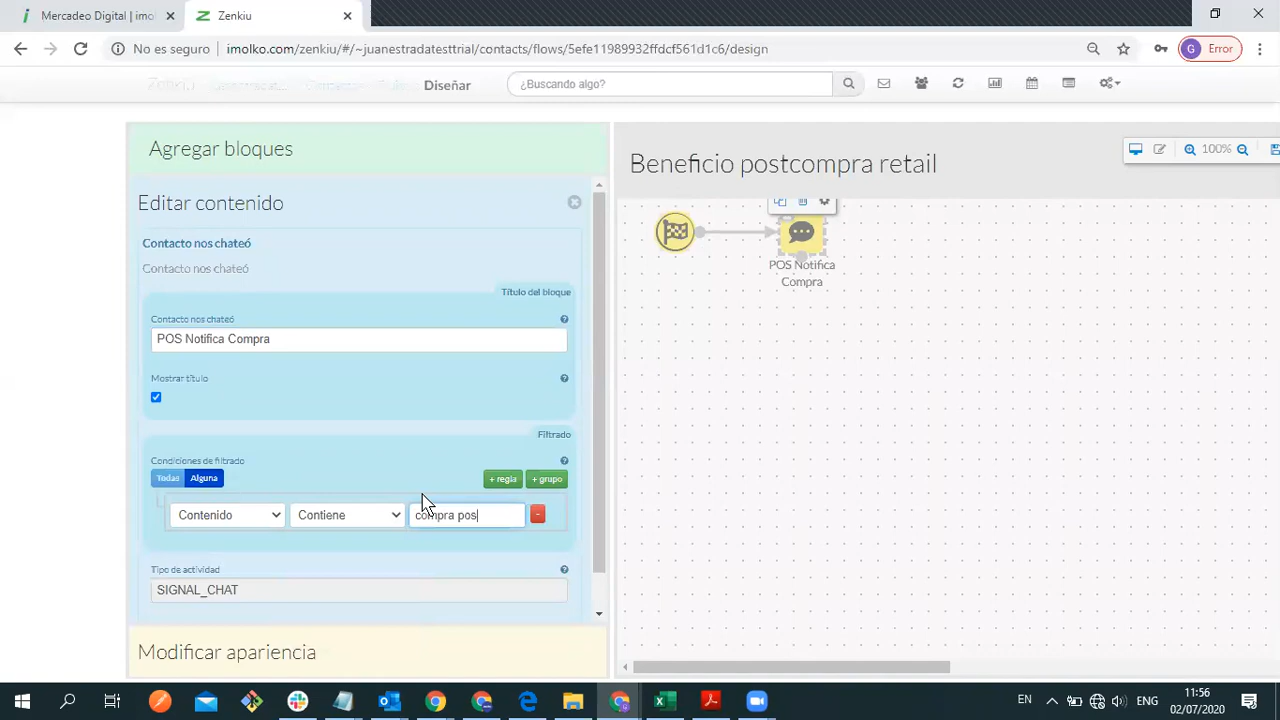 Mercadeo Digital | imol
Zenkiu
No es seguro
imolko.com/zenkiu/#/~juanestradatesttrial/contacts/flows/5efe11989932ffdcf561d1c6/design
Error
Zenkiu
Diseñar
¿Buscando algo?
Agregar bloques
Editar contenido
Contacto nos chateó
Contacto nos chateó
Título del bloque
Contacto nos chateó
POS Notifica Compra
Mostrar título
Filtrado
Condiciones de filtrado
Todas Alguna
+ regla + grupo
Contenido Contiene compra pos -
Tipo de actividad
SIGNAL_CHAT
Modificar apariencia
Beneficio postcompra retail
100%
POS Notifica
Compra
EN
ENG
11:56
02/07/2020